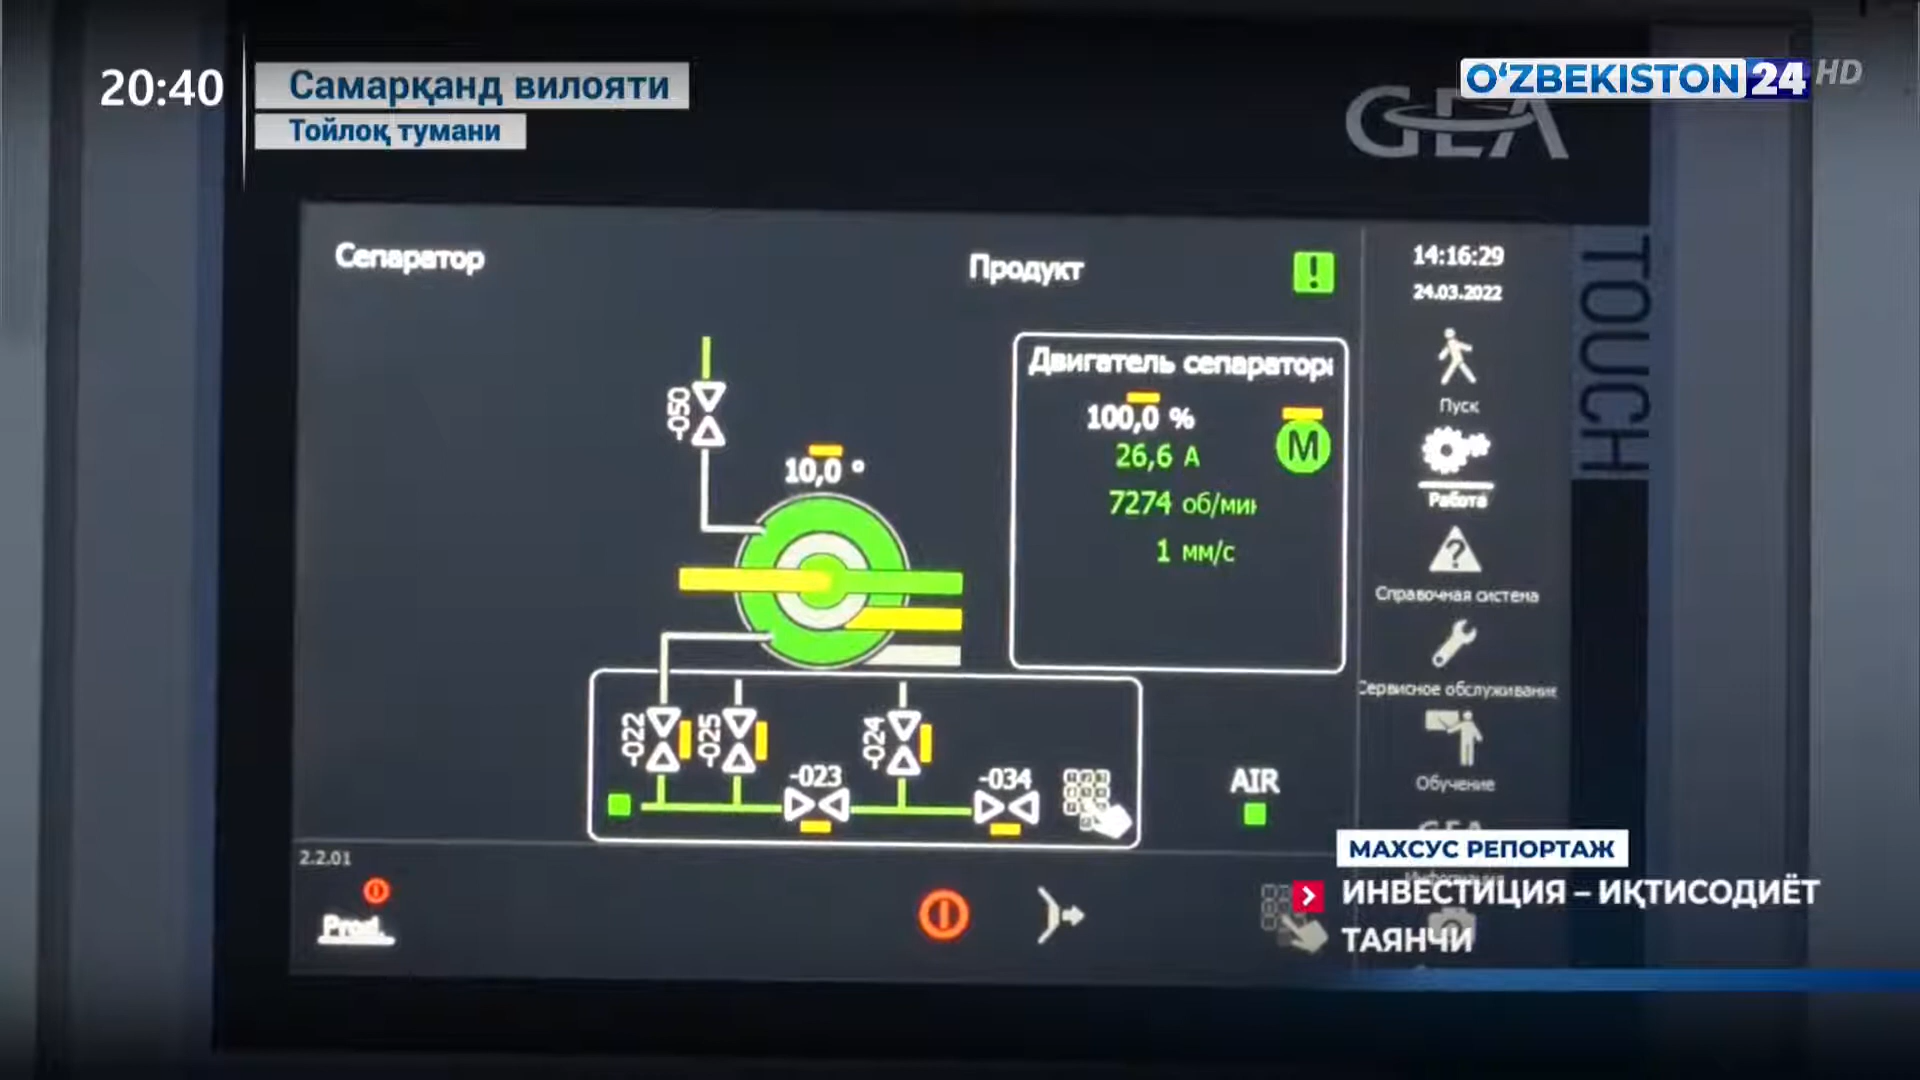 20:40
Самарқанд вилояти
Тойлоқ тумани
O‘ZBEKISTON 24 HD
GEA
TOUCH
Сепаратор
Продукт
14:16:29
24.03.2022
Двигатель сепаратор
100,0 %
M
26,6 A
7274 об/мин
1 мм/с
-050
10,0 °
Пуск
Работа
Справочная система
Сервисное обслуживание
Обучение
-022
-025
-024
-023
-034
AIR
2.2.01
Prod.
МАХСУС РЕПОРТАЖ
ИНВЕСТИЦИЯ – ИҚТИСОДИЁТ
ТАЯНЧИ